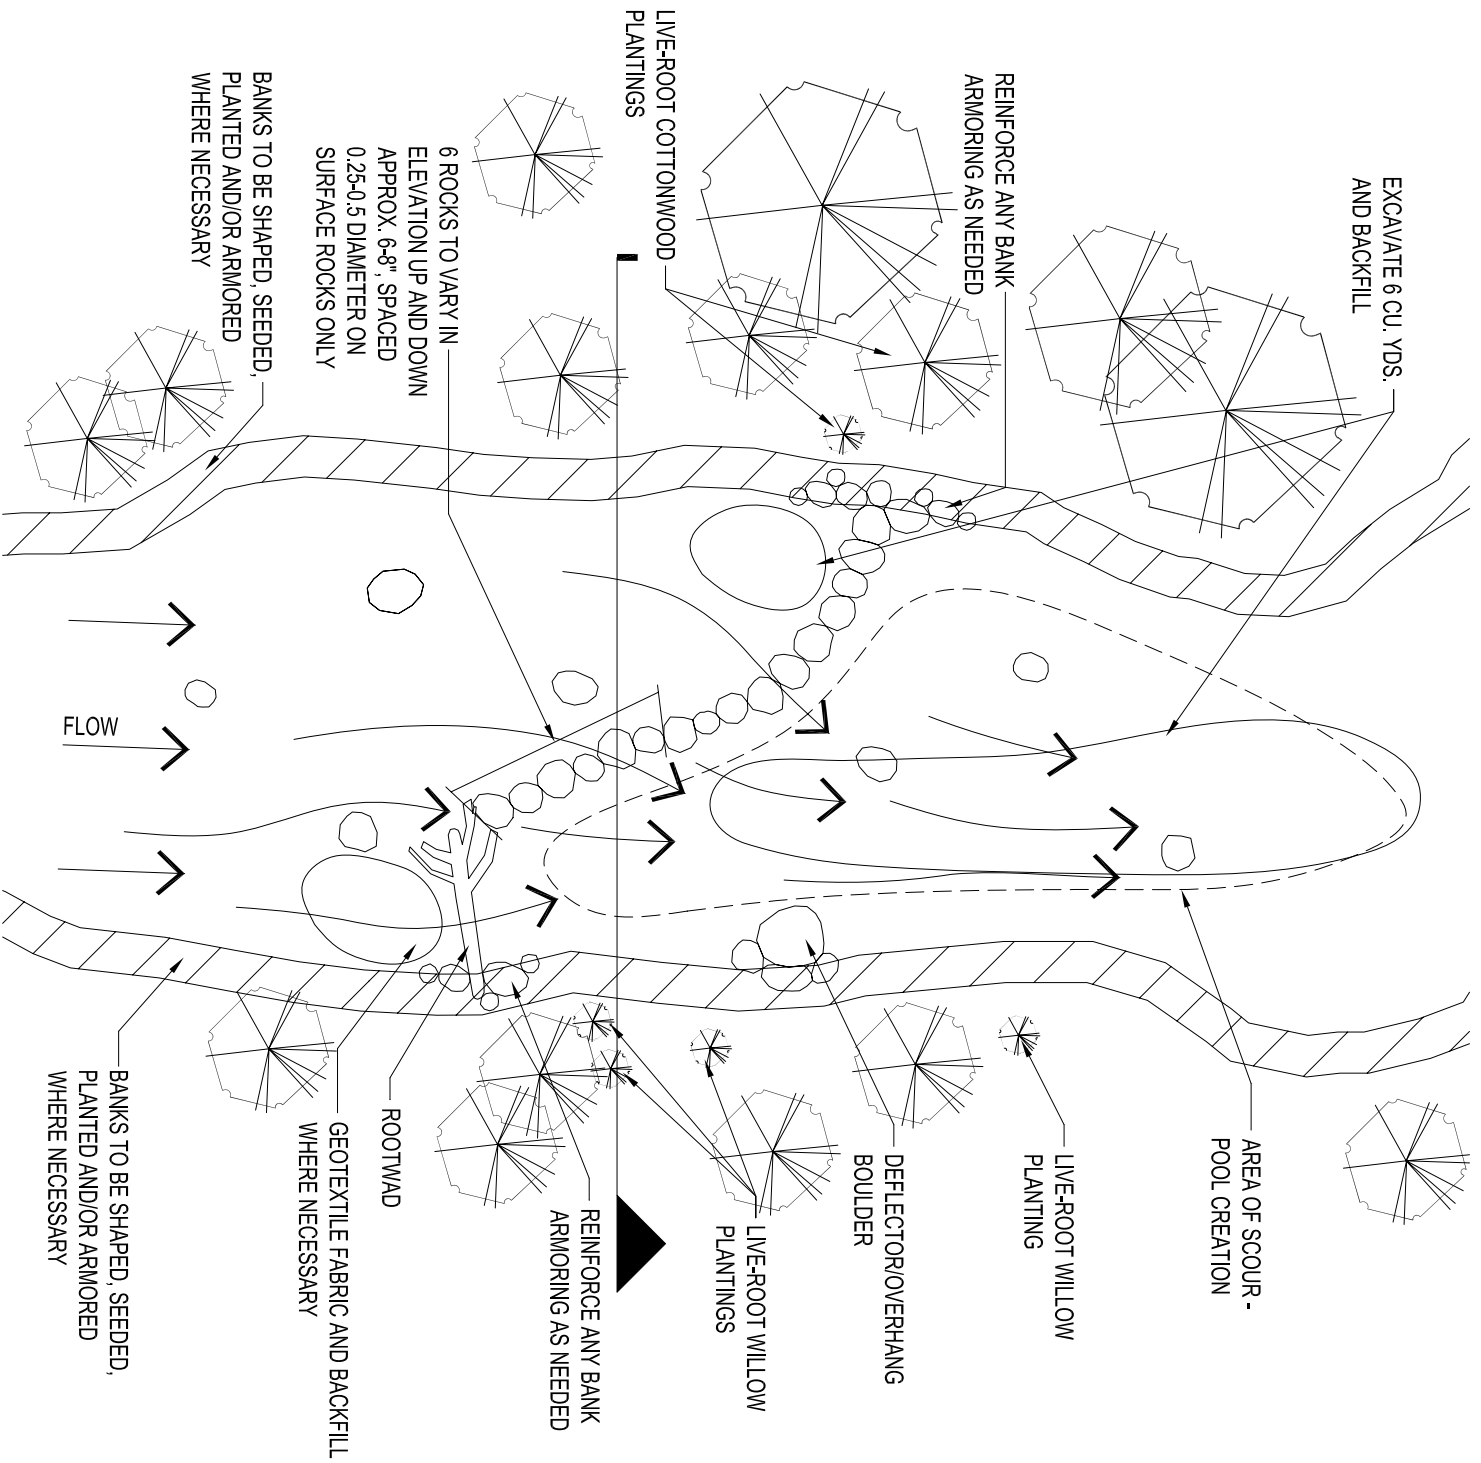 EXCAVATE 6 CU. YDS.
AND BACKFILL
REINFORCE ANY BANK
ARMORING AS NEEDED
LIVE-ROOT COTTONWOOD
PLANTINGS
6 ROCKS TO VARY IN
ELEVATION UP AND DOWN
APPROX. 6-8", SPACED
0.25-0.5 DIAMETER ON
SURFACE ROCKS ONLY
BANKS TO BE SHAPED, SEEDED,
PLANTED AND/OR ARMORED
WHERE NECESSARY
FLOW
AREA OF SCOUR -
POOL CREATION
LIVE-ROOT WILLOW
PLANTING
DEFLECTOR/OVERHANG
BOULDER
LIVE-ROOT WILLOW
PLANTINGS
REINFORCE ANY BANK
ARMORING AS NEEDED
ROOTWAD
GEOTEXTILE FABRIC AND BACKFILL
WHERE NECESSARY
BANKS TO BE SHAPED, SEEDED,
PLANTED AND/OR ARMORED
WHERE NECESSARY